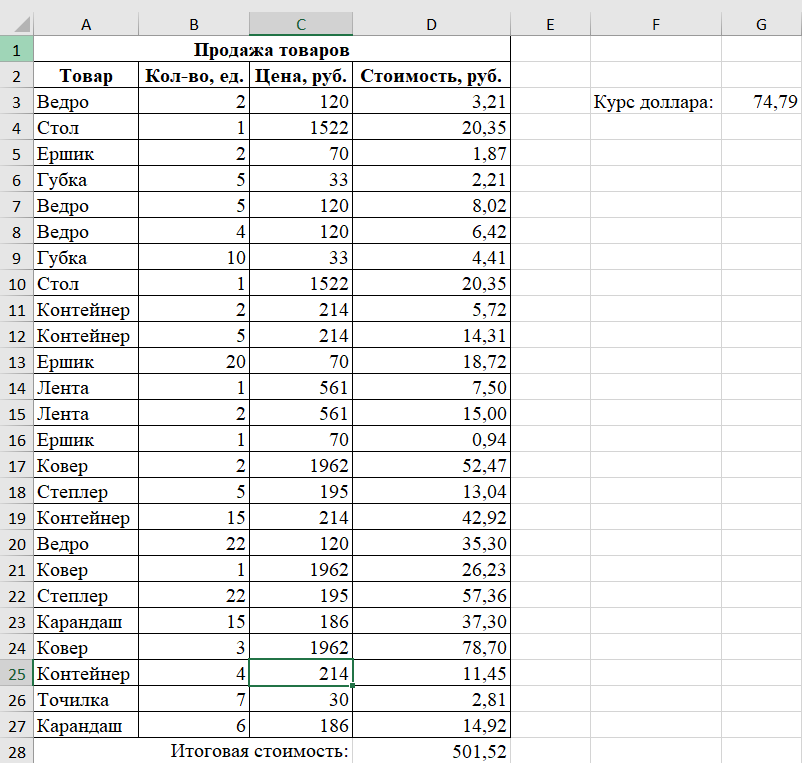 A B C D E F G
1 Продажа товаров
2 Товар Кол-во, ед. Цена, руб. Стоимость, руб.
3 Ведро 2 120 3,21 Курс доллара: 74,79
4 Стол 1 1522 20,35
5 Ершик 2 70 1,87
6 Губка 5 33 2,21
7 Ведро 5 120 8,02
8 Ведро 4 120 6,42
9 Губка 10 33 4,41
10 Стол 1 1522 20,35
11 Контейнер 2 214 5,72
12 Контейнер 5 214 14,31
13 Ершик 20 70 18,72
14 Лента 1 561 7,50
15 Лента 2 561 15,00
16 Ершик 1 70 0,94
17 Ковер 2 1962 52,47
18 Степлер 5 195 13,04
19 Контейнер 15 214 42,92
20 Ведро 22 120 35,30
21 Ковер 1 1962 26,23
22 Степлер 22 195 57,36
23 Карандаш 15 186 37,30
24 Ковер 3 1962 78,70
25 Контейнер 4 214 11,45
26 Точилка 7 30 2,81
27 Карандаш 6 186 14,92
28 Итоговая стоимость: 501,52